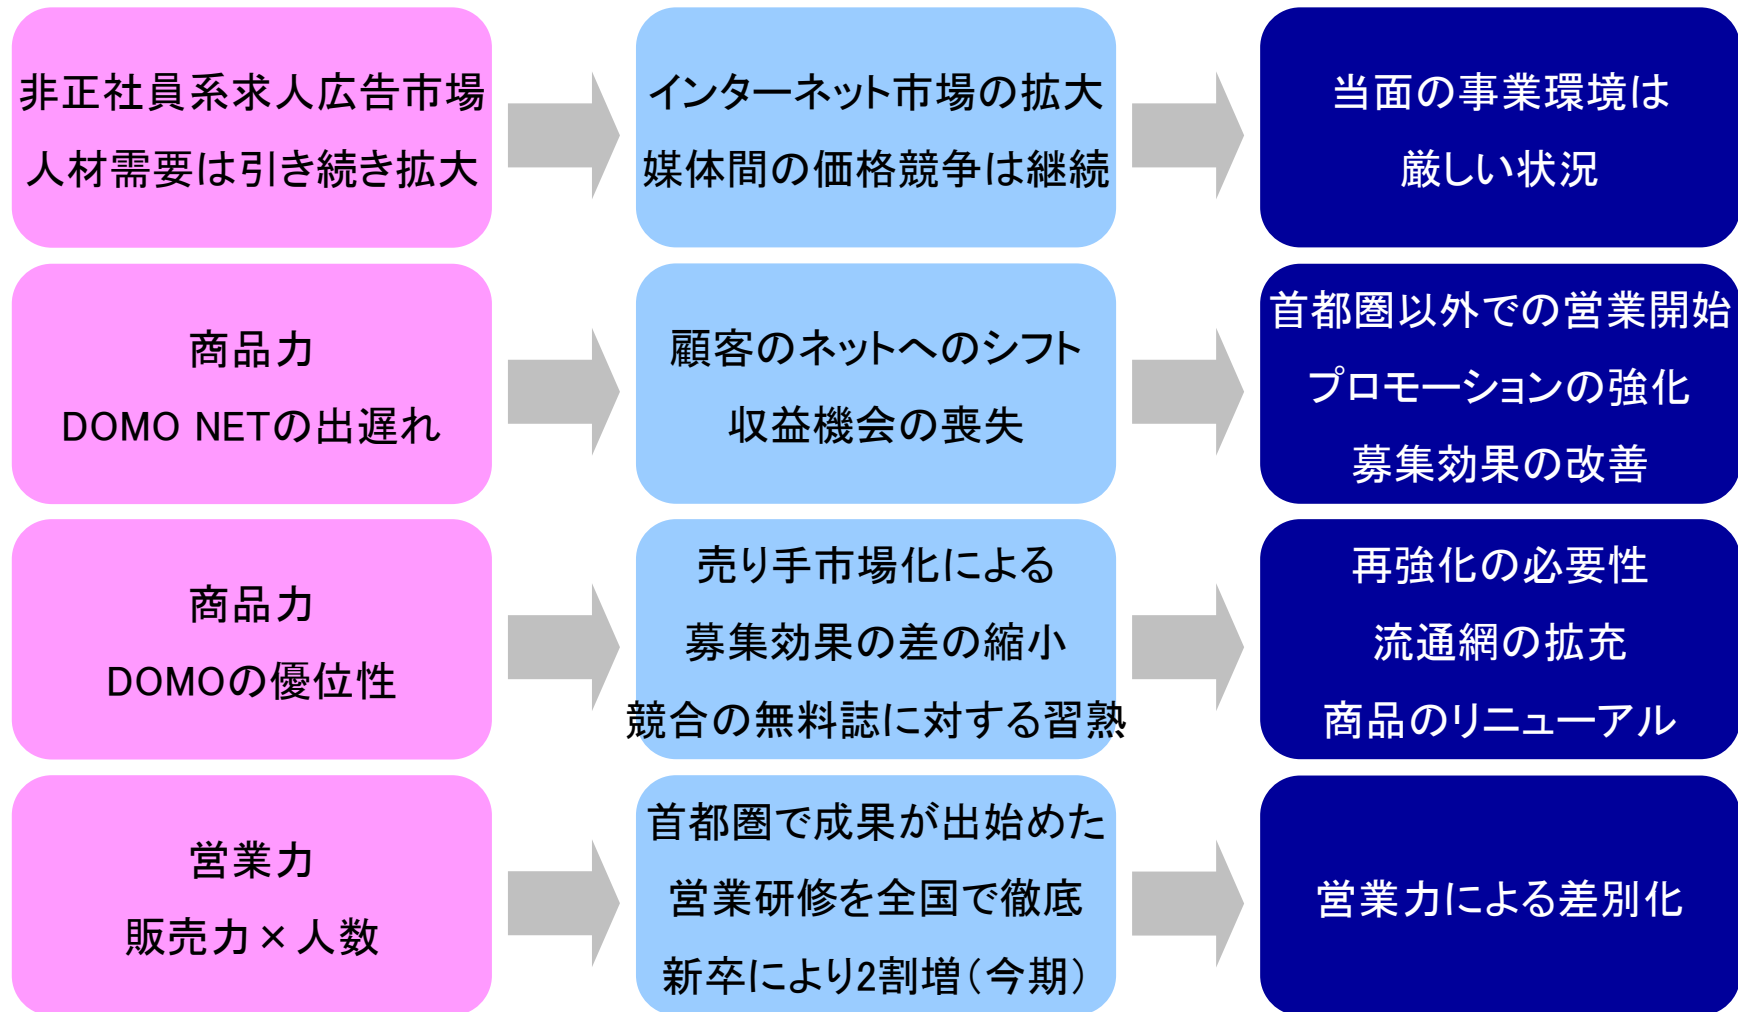 非正社員系求人広告市場
人材需要は引き続き拡大
インターネット市場の拡大
媒体間の価格競争は継続
当面の事業環境は
厳しい状況
商品力
DOMO NETの出遅れ
顧客のネットへのシフト
収益機会の喪失
首都圏以外での営業開始
プロモーションの強化
募集効果の改善
商品力
DOMOの優位性
売り手市場化による
募集効果の差の縮小
競合の無料誌に対する習熟
再強化の必要性
流通網の拡充
商品のリニューアル
営業力
販売力×人数
首都圏で成果が出始めた
営業研修を全国で徹底
新卒により2割増(今期)
営業力による差別化